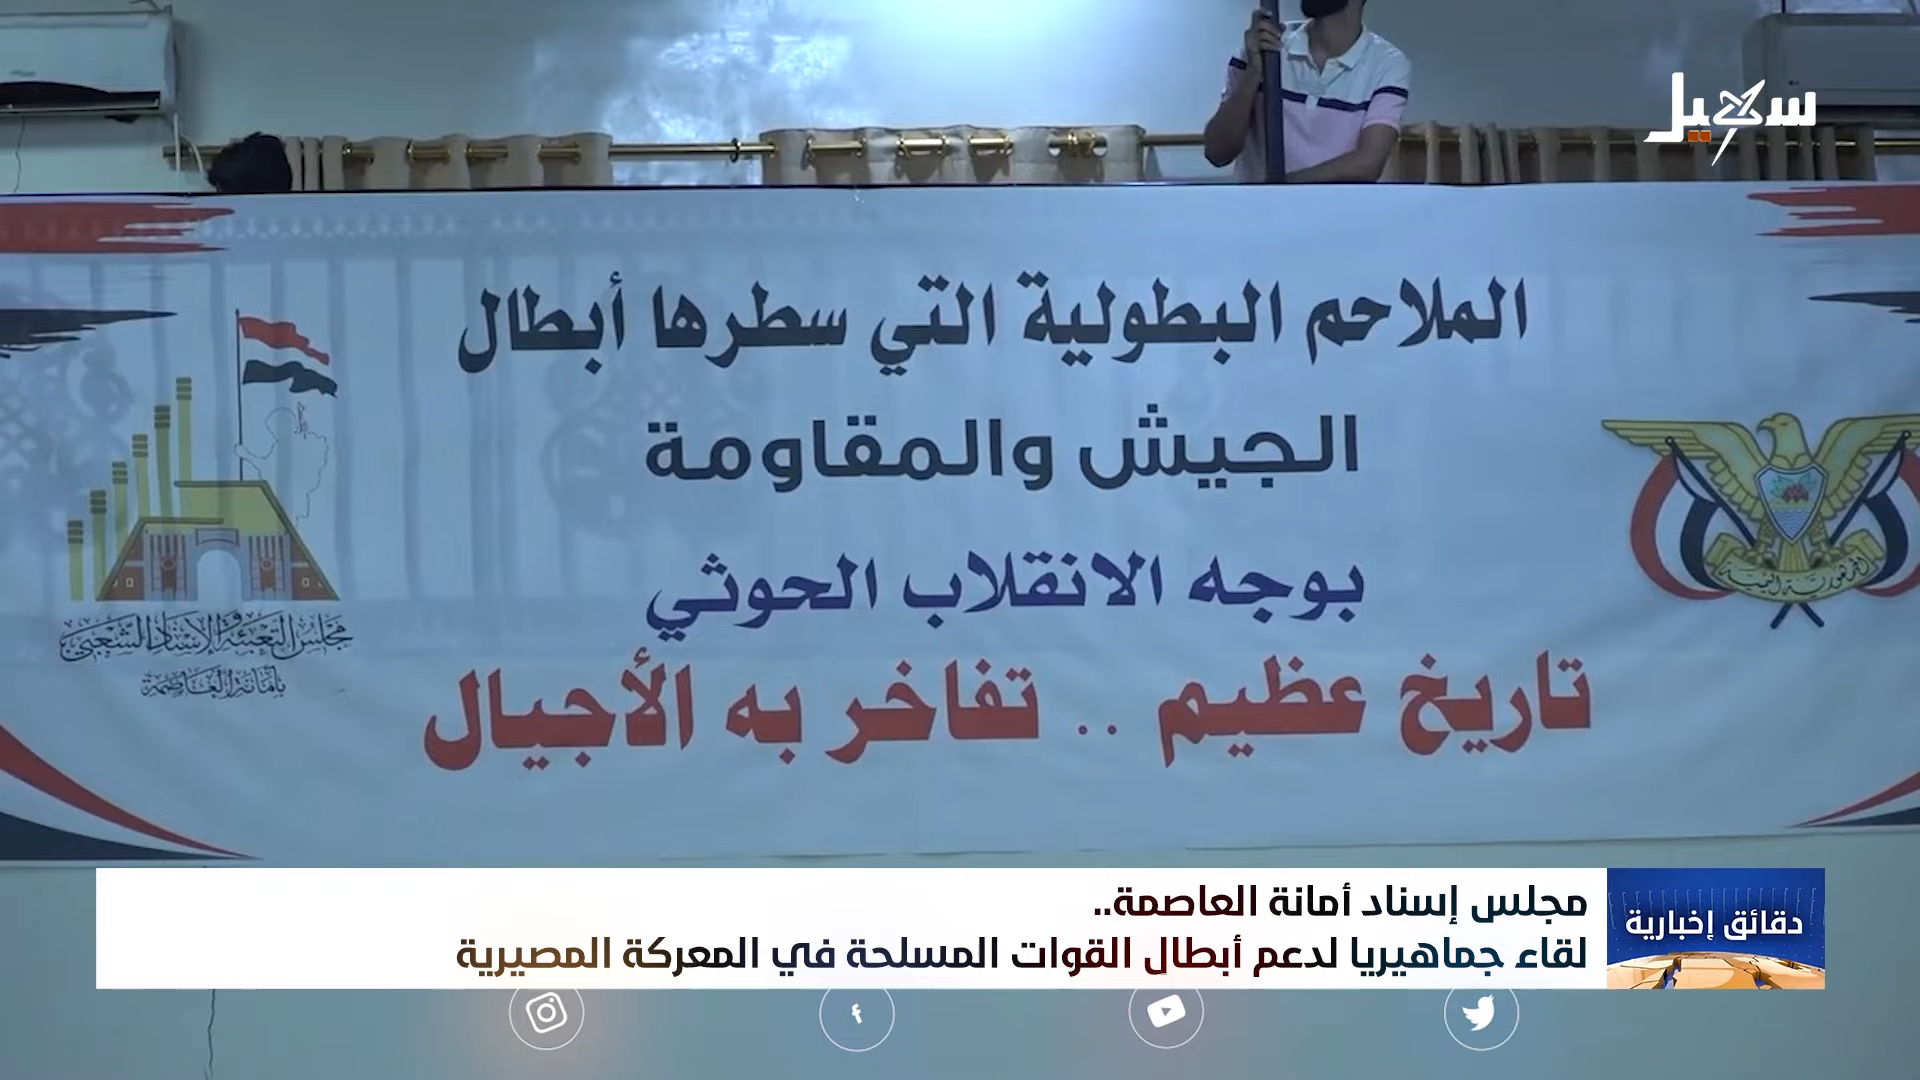 سهيل
الملاحم البطولية التي سطرها أبطال
الجيش والمقاومة
بوجه الانقلاب الحوثي
تاريخ عظيم .. تفاخر به الأجيال
مجلس التعبئة والإسناد الشعبي
بأمانة العاصمة
الجمهورية اليمنية
دقائق إخبارية
مجلس إسناد أمانة العاصمة..
لقاء جماهيريا لدعم أبطال القوات المسلحة في المعركة المصيرية